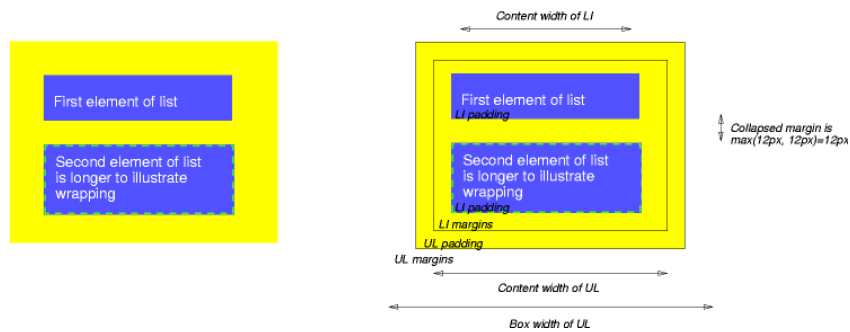 First element of list
Second element of list
is longer to illustrate
wrapping
Content width of LI
First element of list
LI padding
Collapsed margin is
max(12px, 12px)=12px
Second element of list
is longer to illustrate
wrapping
LI padding
LI margins
UL padding
UL margins
Content width of UL
Box width of UL